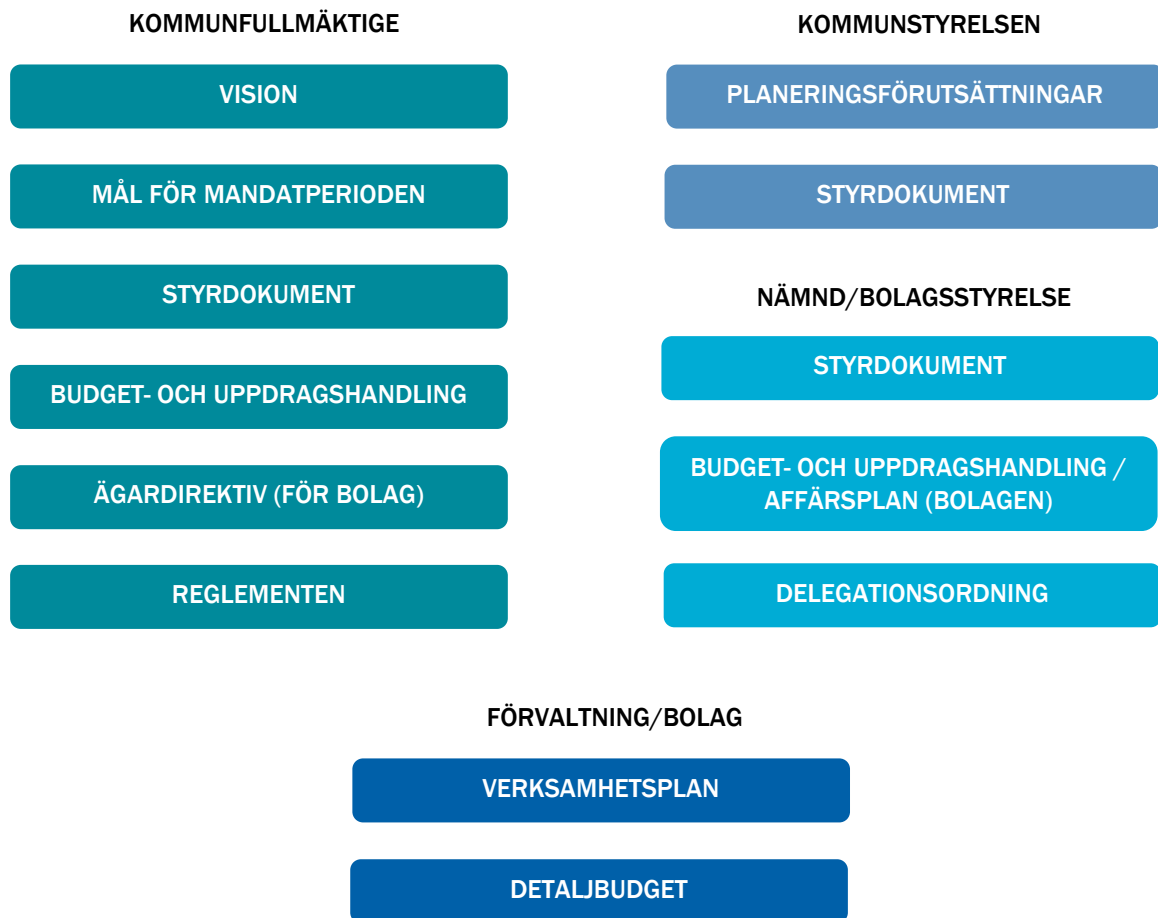 KOMMUNFULLMÄKTIGE
VISION
MÅL FÖR MANDATPERIODEN
STYRDOKUMENT
BUDGET- OCH UPPDRAGSHANDLING
ÄGARDIREKTIV (FÖR BOLAG)
REGLEMENTEN
KOMMUNSTYRELSEN
PLANERINGSFÖRUTSÄTTNINGAR
STYRDOKUMENT
NÄMND/BOLAGSSTYRELSE
STYRDOKUMENT
BUDGET- OCH UPPDRAGSHANDLING /
AFFÄRSPLAN (BOLAGEN)
DELEGATIONSORDNING
FÖRVALTNING/BOLAG
VERKSAMHETSPLAN
DETALJBUDGET